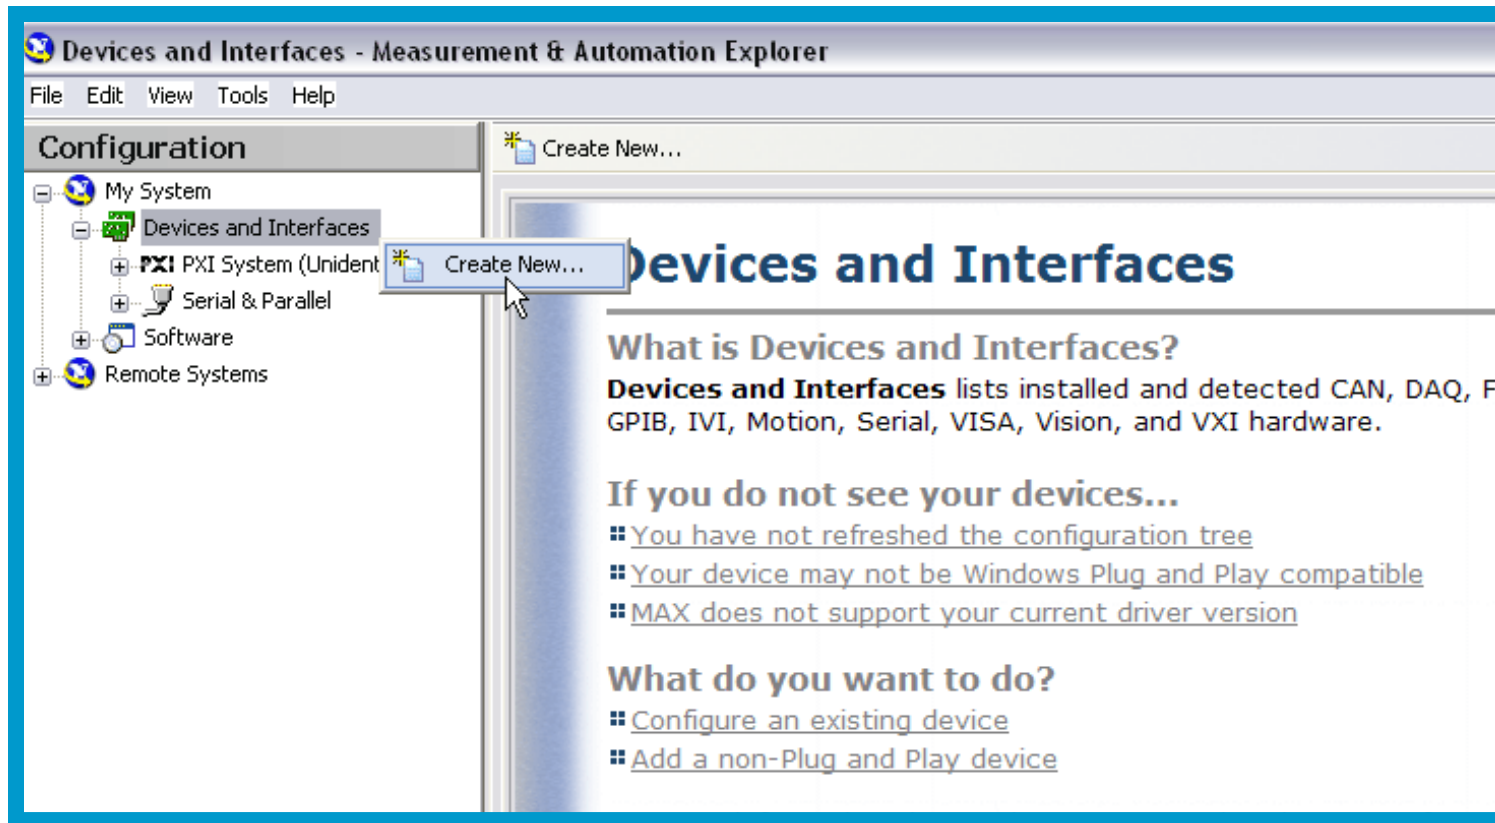 Devices and Interfaces - Measurement & Automation Explorer
File Edit View Tools Help
Configuration
Create New...
My System
Devices and Interfaces
PXI PXI System (Unident
Serial & Parallel
Software
Remote Systems
Create New...
Devices and Interfaces
What is Devices and Interfaces?
Devices and Interfaces lists installed and detected CAN, DAQ, F
GPIB, IVI, Motion, Serial, VISA, Vision, and VXI hardware.
If you do not see your devices...
You have not refreshed the configuration tree
Your device may not be Windows Plug and Play compatible
MAX does not support your current driver version
What do you want to do?
Configure an existing device
Add a non-Plug and Play device